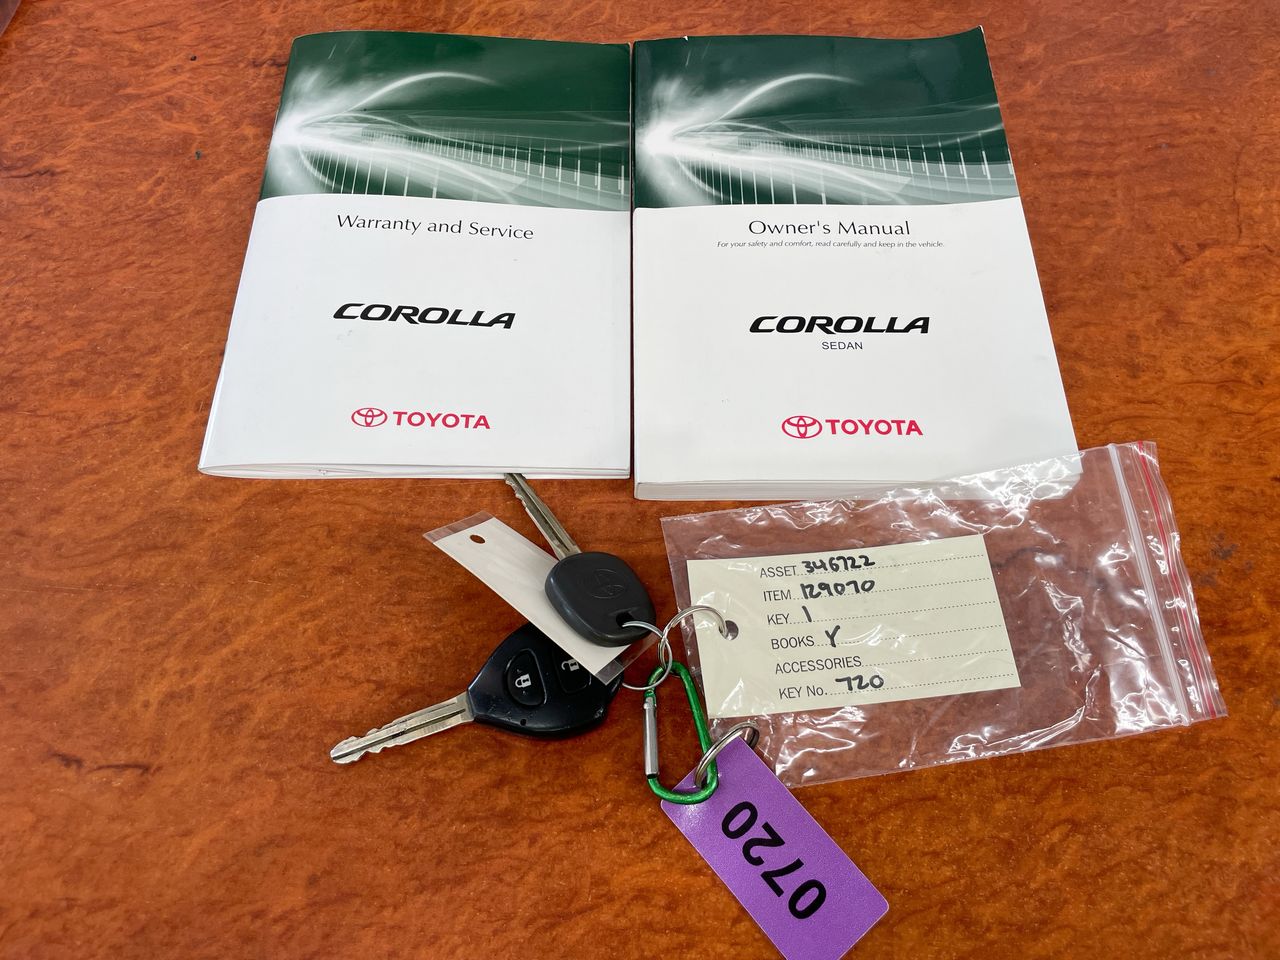 Warranty and Service
COROLLA
TOYOTA
Owner's Manual
For your safety and comfort, read carefully and keep in the vehicle.
COROLLA
SEDAN
TOYOTA
ASSET 346722
ITEM 129070
KEY 1
BOOKS Y
ACCESSORIES
KEY No. 720
0720